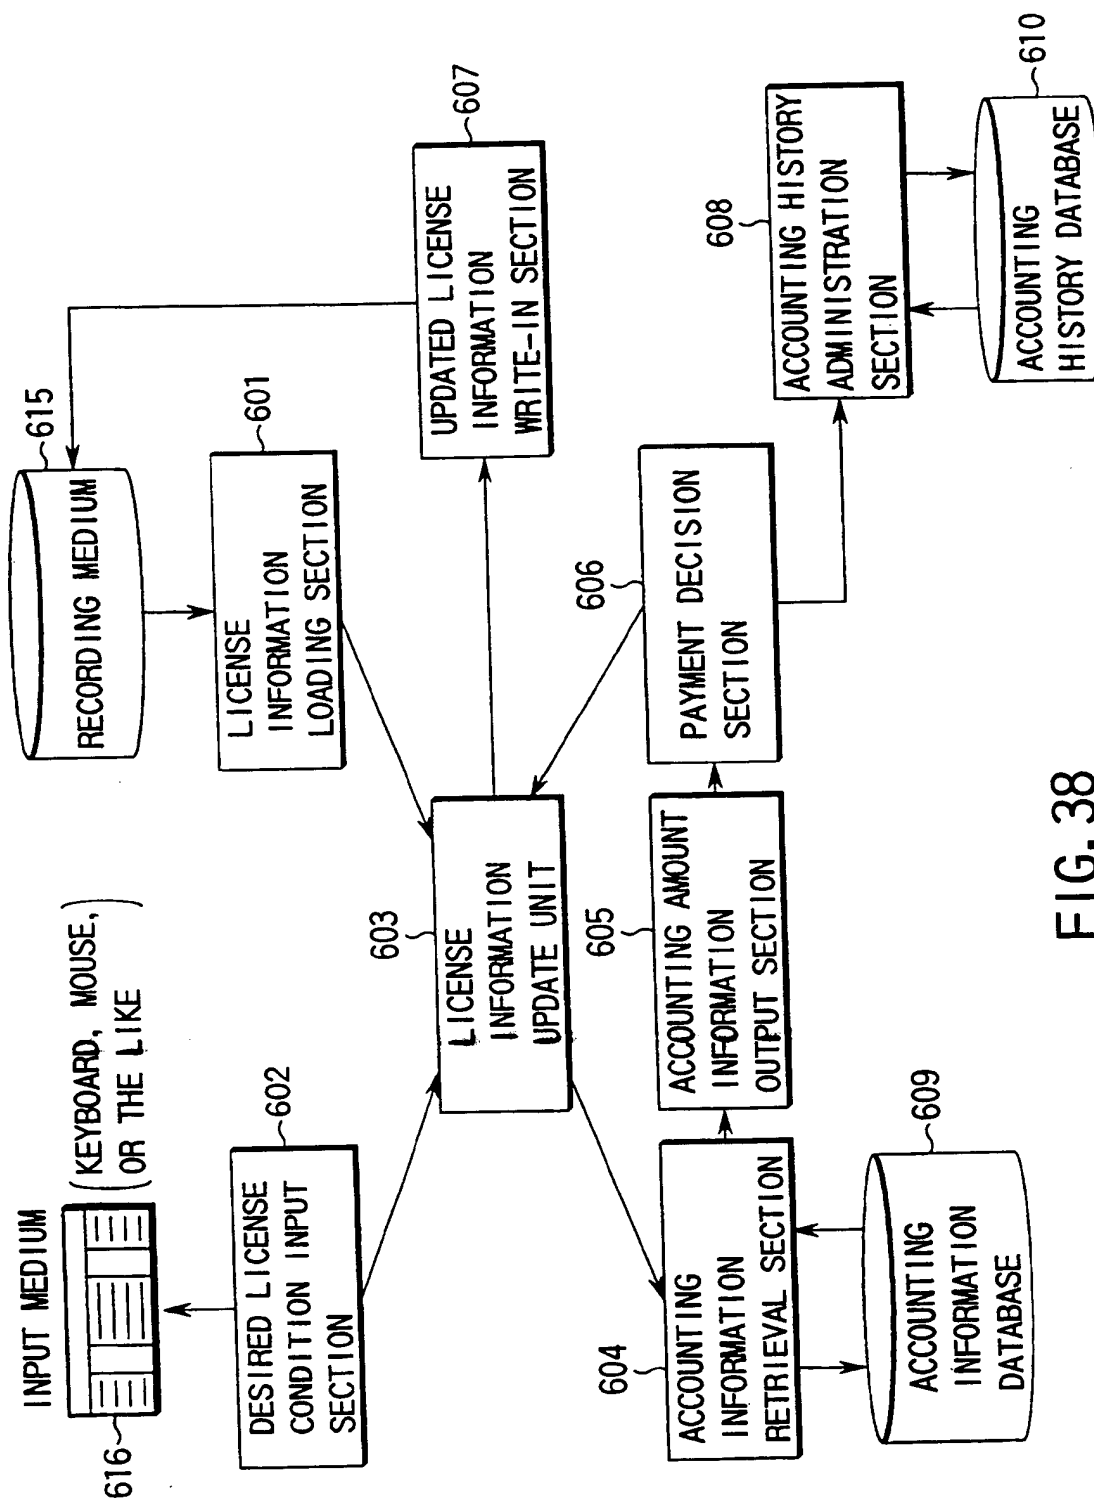 INPUT MEDIUM
(KEYBOARD, MOUSE,
OR THE LIKE)
616
DESIRED LICENSE
CONDITION INPUT
SECTION
602
RECORDING MEDIUM
615
LICENSE
INFORMATION
LOADING SECTION
601
LICENSE
INFORMATION
UPDATE UNIT
603
UPDATED LICENSE
INFORMATION
WRITE-IN SECTION
607
ACCOUNTING
INFORMATION
RETRIEVAL SECTION
604
ACCOUNTING AMOUNT
INFORMATION
OUTPUT SECTION
605
PAYMENT DECISION
SECTION
606
ACCOUNTING HISTORY
ADMINISTRATION
SECTION
608
ACCOUNTING
INFORMATION
DATABASE
609
ACCOUNTING
HISTORY DATABASE
610
FIG. 38